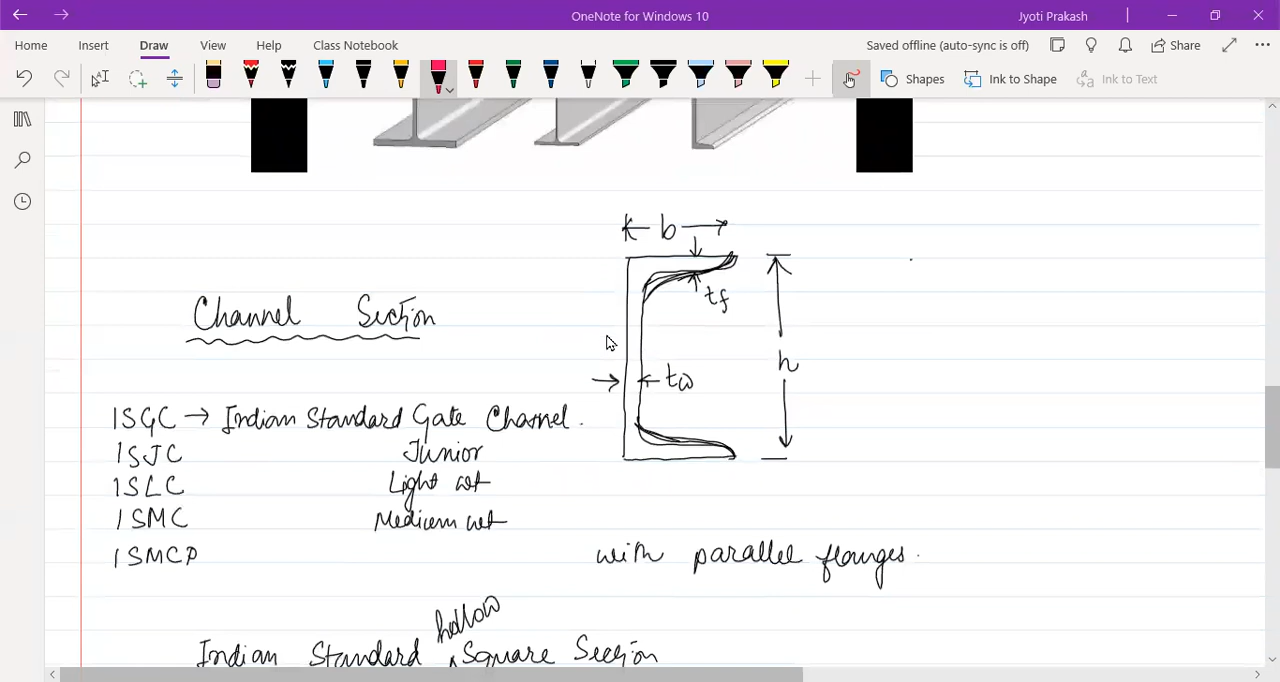 OneNote for Windows 10
Jyoti Prakash
Home Insert Draw View Help Class Notebook
Saved offline (auto-sync is off) Share
Shapes Ink to Shape Ink to Text
b
tf
Channel Section
h
tw
ISGC → Indian Standard Gate Channel.
ISJC Junior
ISLC Light wt
ISMC Medium wt
ISMCP with parallel flanges.
hollow
Indian Standard Square Section